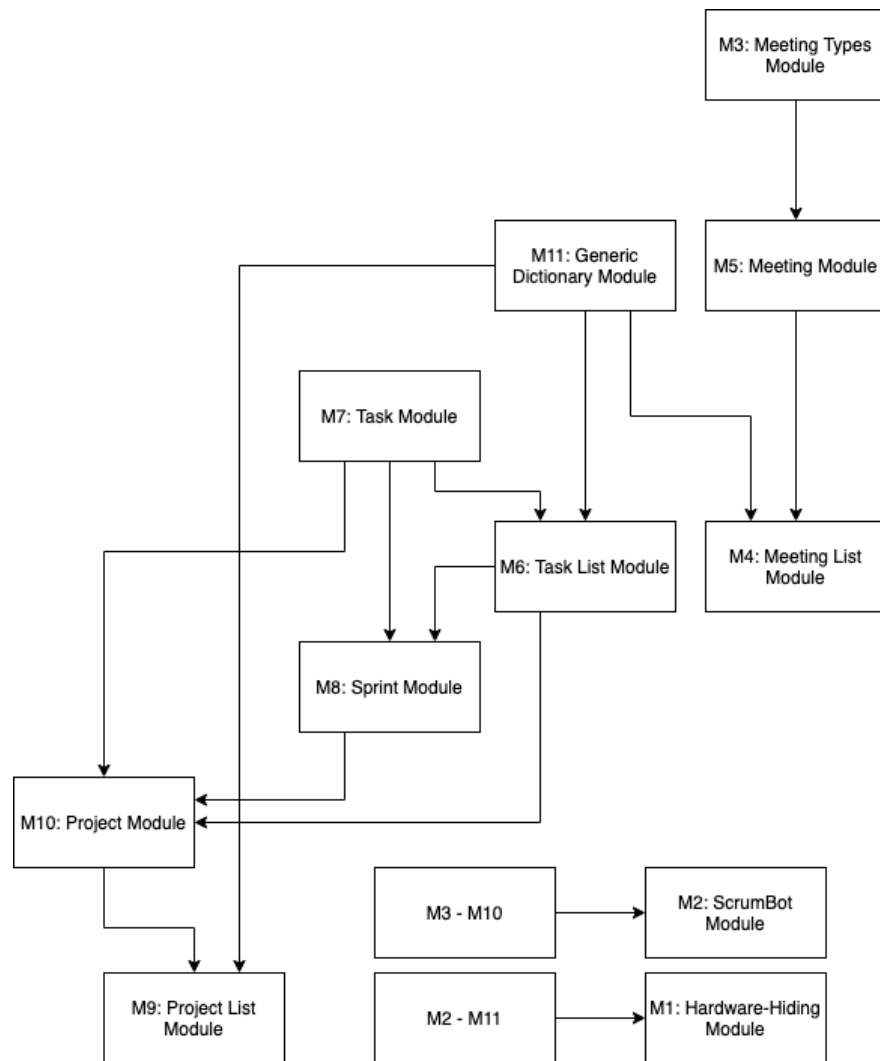 M3: Meeting Types
Module
M11: Generic
Dictionary Module
M5: Meeting Module
M7: Task Module
M6: Task List Module
M4: Meeting List
Module
M8: Sprint Module
M10: Project Module
M3 - M10
M2: ScrumBot
Module
M9: Project List
Module
M2 - M11
M1: Hardware-Hiding
Module